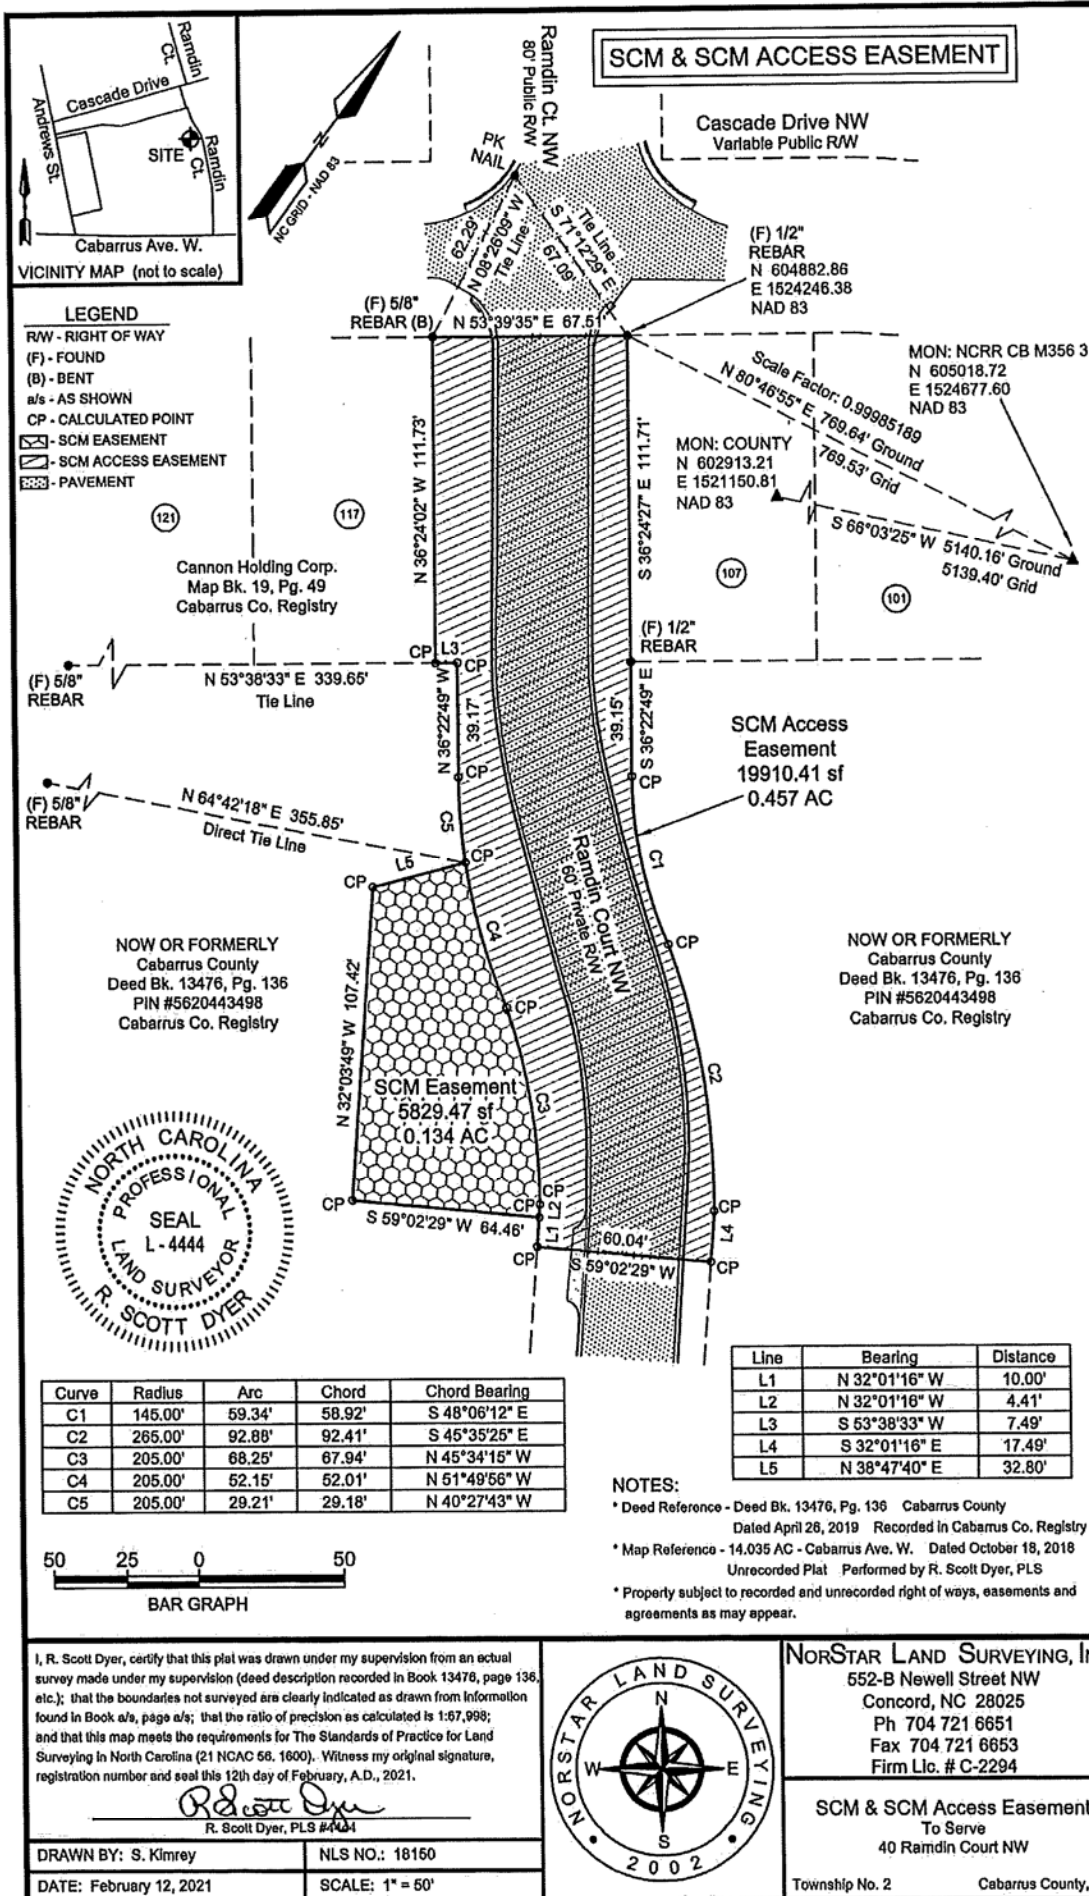 SCM & SCM ACCESS EASEMENT
Ramdin Ct.
Cascade Drive
Andrews St.
SITE
Ramdin Ct.
Cabarrus Ave. W.
VICINITY MAP (not to scale)
N
NC GRID - NAD 83
Ramdin Ct. NW
80' Public R/W
Cascade Drive NW
Variable Public R/W
PK
NAIL
62.29'
N 08°26'09" W
Tie Line
Tie Line
S 71°12'29" E
67.09'
(F) 1/2"
REBAR
N 604882.86
E 1524246.38
NAD 83
(F) 5/8"
REBAR (B)
N 53°39'35" E 67.51'
LEGEND
R/W - RIGHT OF WAY
(F) - FOUND
(B) - BENT
a/s - AS SHOWN
CP - CALCULATED POINT
- SCM EASEMENT
- SCM ACCESS EASEMENT
- PAVEMENT
MON: NCRR CB M356 3
N 605018.72
E 1524677.60
NAD 83
Scale Factor: 0.99985189
N 80°46'55" E 769.64' Ground
769.53' Grid
MON: COUNTY
N 602913.21
E 1521150.81
NAD 83
S 66°03'25" W 5140.16' Ground
5139.40' Grid
N 36°24'02" W 111.73'
S 36°24'27" E 111.71'
121
117
107
101
Cannon Holding Corp.
Map Bk. 19, Pg. 49
Cabarrus Co. Registry
(F) 1/2"
REBAR
CP
L3
CP
(F) 5/8"
REBAR
N 53°38'33" E 339.65'
Tie Line
N 36°22'49" W
39.17'
39.15'
S 36°22'49" E
SCM Access
Easement
19910.41 sf
0.457 AC
CP
CP
(F) 5/8"
REBAR
N 64°42'18" E 355.85'
Direct Tie Line
C5
CP
L5
CP
C1
Ramdin Court NW
60' Private R/W
C4
CP
CP
NOW OR FORMERLY
Cabarrus County
Deed Bk. 13476, Pg. 136
PIN #5620443498
Cabarrus Co. Registry
NOW OR FORMERLY
Cabarrus County
Deed Bk. 13476, Pg. 136
PIN #5620443498
Cabarrus Co. Registry
N 32°03'49" W 107.42'
SCM Easement
5829.47 sf
0.134 AC
C3
C2
CP
CP
L2
CP
L4
S 59°02'29" W 64.46'
CP
L1
60.04'
S 59°02'29" W
CP
NORTH CAROLINA
PROFESSIONAL
SEAL
L-4444
LAND SURVEYOR
R. SCOTT DYER
Line Bearing Distance
L1 N 32°01'16" W 10.00'
L2 N 32°01'16" W 4.41'
L3 S 53°38'33" W 7.49'
L4 S 32°01'16" E 17.49'
L5 N 38°47'40" E 32.80'
Curve Radius Arc Chord Chord Bearing
C1 145.00' 59.34' 58.92' S 48°06'12" E
C2 265.00' 92.88' 92.41' S 45°35'25" E
C3 205.00' 68.25' 67.94' N 45°34'15" W
C4 205.00' 52.15' 52.01' N 51°49'56" W
C5 205.00' 29.21' 29.18' N 40°27'43" W
NOTES:
* Deed Reference - Deed Bk. 13476, Pg. 136 Cabarrus County
Dated April 26, 2019 Recorded in Cabarrus Co. Registry
* Map Reference - 14.035 AC - Cabarrus Ave. W. Dated October 18, 2018
Unrecorded Plat Performed by R. Scott Dyer, PLS
* Property subject to recorded and unrecorded right of ways, easements and
agreements as may appear.
50 25 0 50
BAR GRAPH
I, R. Scott Dyer, certify that this plat was drawn under my supervision from an actual
survey made under my supervision (deed description recorded in Book 13476, page 136,
etc.); that the boundaries not surveyed are clearly indicated as drawn from information
found in Book a/s, page a/s; that the ratio of precision as calculated is 1:67,998;
and that this map meets the requirements for The Standards of Practice for Land
Surveying in North Carolina (21 NCAC 56. 1600). Witness my original signature,
registration number and seal this 12th day of February, A.D., 2021.
R Scott Dyer
R. Scott Dyer, PLS #4444
DRAWN BY: S. Kimrey
NLS NO.: 18150
DATE: February 12, 2021
SCALE: 1" = 50'
NORSTAR LAND SURVEYING
N
W
E
S
2002
NORSTAR LAND SURVEYING, IN
552-B Newell Street NW
Concord, NC 28025
Ph 704 721 6651
Fax 704 721 6653
Firm Lic. # C-2294
SCM & SCM Access Easement
To Serve
40 Ramdin Court NW
Township No. 2 Cabarrus County,